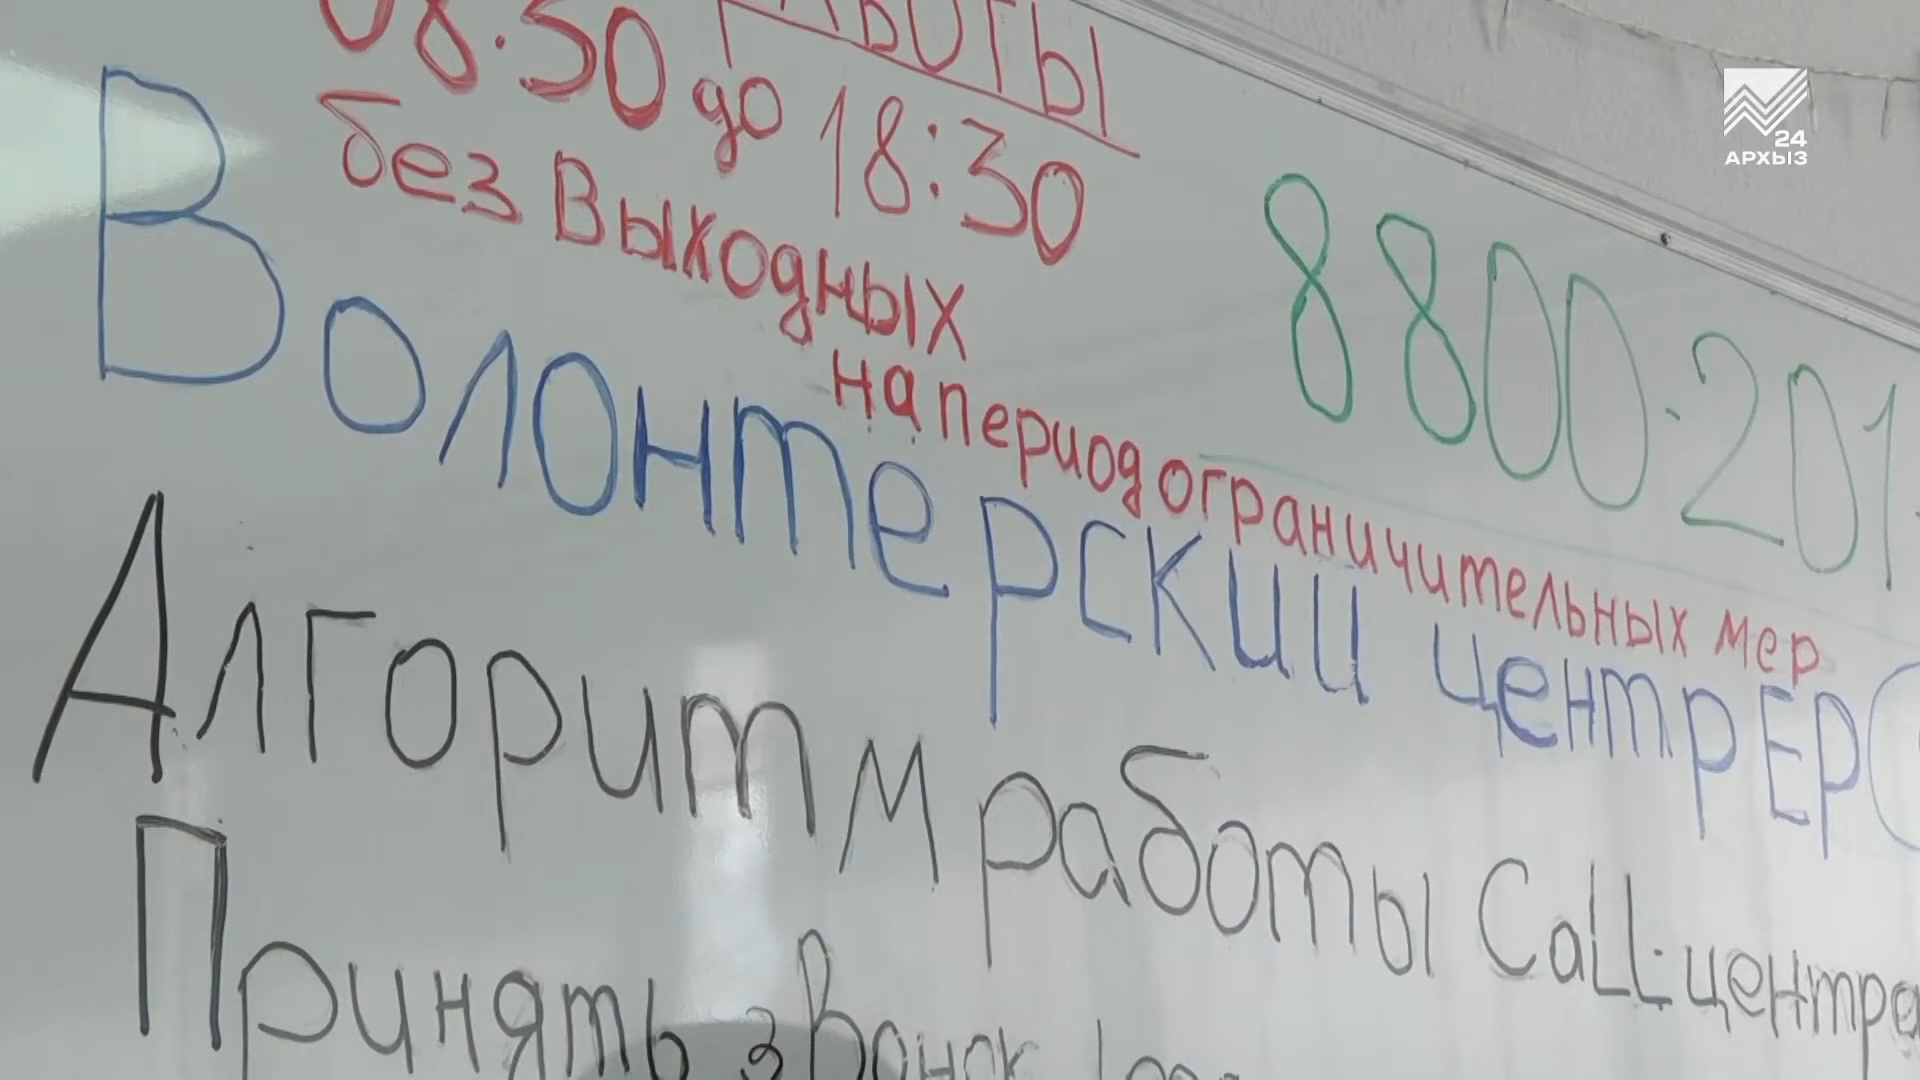 08.30 до 18:30
без выходных
на период ограничительных мер
8800-201
Волонтерский центр ЕР
Алгоритм работы Call-центра
Принять звонок
24
АРХЫЗ